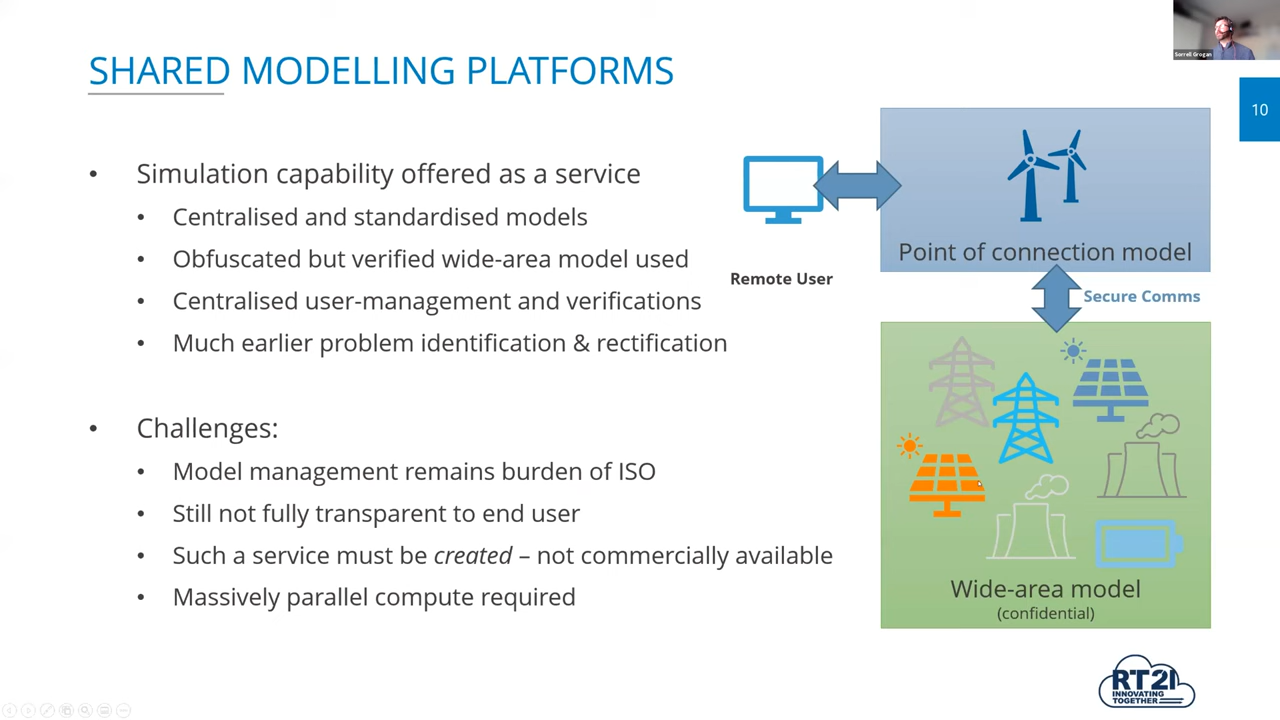 SHARED MODELLING PLATFORMS
Sorrell Grogan
10
• Simulation capability offered as a service
• Centralised and standardised models
• Obfuscated but verified wide-area model used
• Centralised user-management and verifications
• Much earlier problem identification & rectification
• Challenges:
• Model management remains burden of ISO
• Still not fully transparent to end user
• Such a service must be created – not commercially available
• Massively parallel compute required
Remote User
Point of connection model
Secure Comms
Wide-area model
(confidential)
RT2I
INNOVATING
TOGETHER